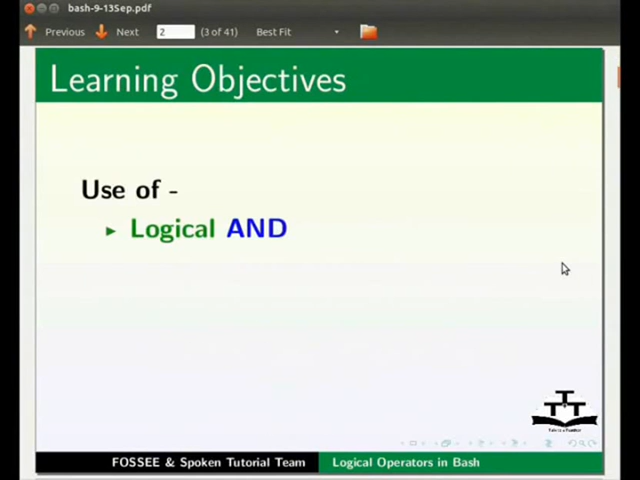 bash-9-13Sep.pdf
Previous Next 2 (3 of 41) Best Fit
Learning Objectives
Use of -
Logical AND
FOSSEE & Spoken Tutorial Team Logical Operators in Bash